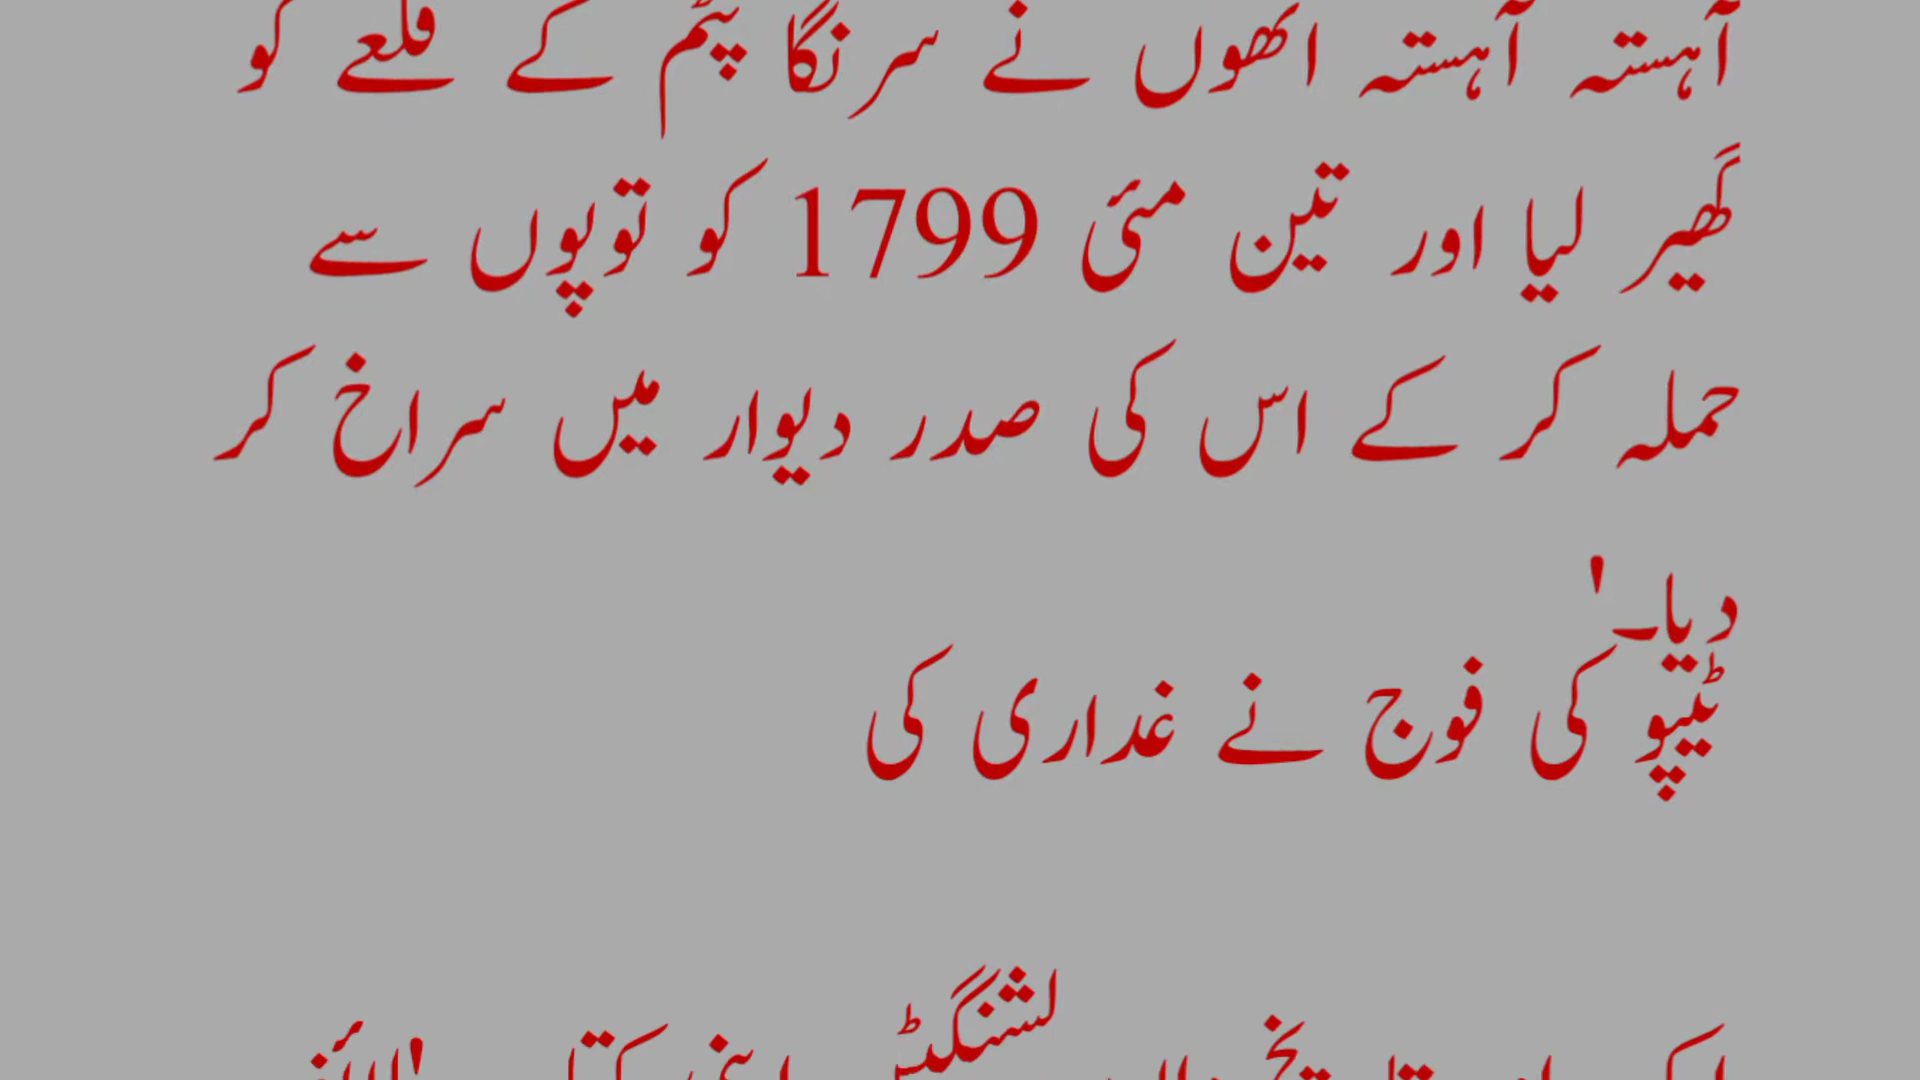 آہستہ آہستہ انھوں نے سرنگا پٹم کے قلعے کو
گھیر لیا اور تین مئی 1799 کو توپوں سے
حملہ کر کے اس کی صدر دیوار میں سراخ کر
دیا۔'
ٹیپو کی فوج نے غداری کی